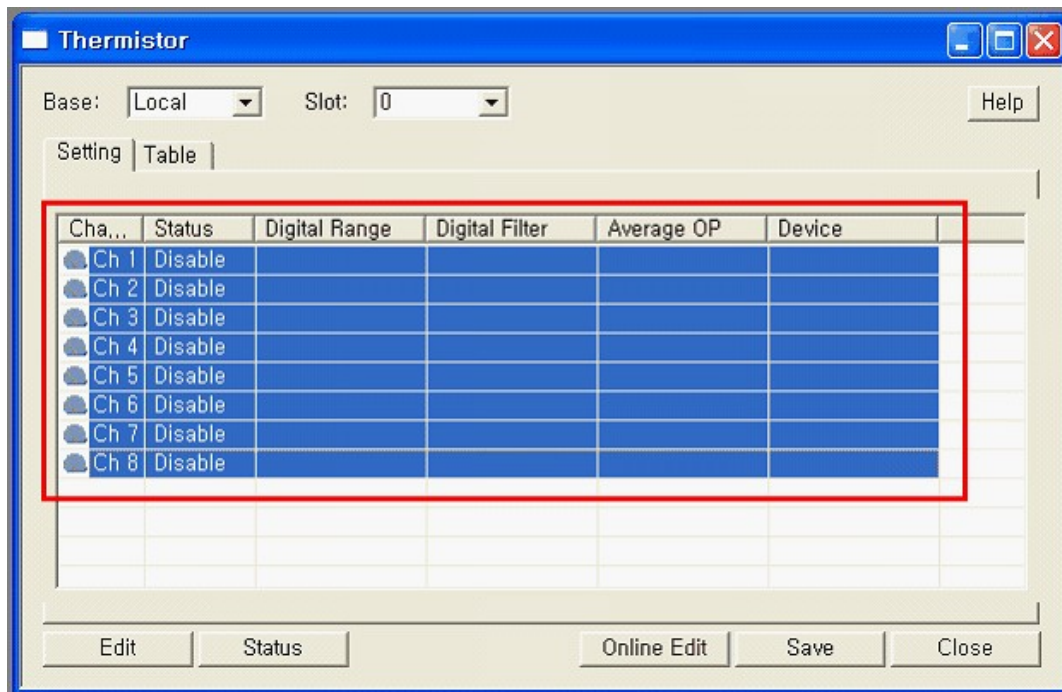 Thermistor
Base: Local Slot: 0 Help
Setting Table
Cha... Status Digital Range Digital Filter Average OP Device
Ch 1 Disable
Ch 2 Disable
Ch 3 Disable
Ch 4 Disable
Ch 5 Disable
Ch 6 Disable
Ch 7 Disable
Ch 8 Disable
Edit Status Online Edit Save Close